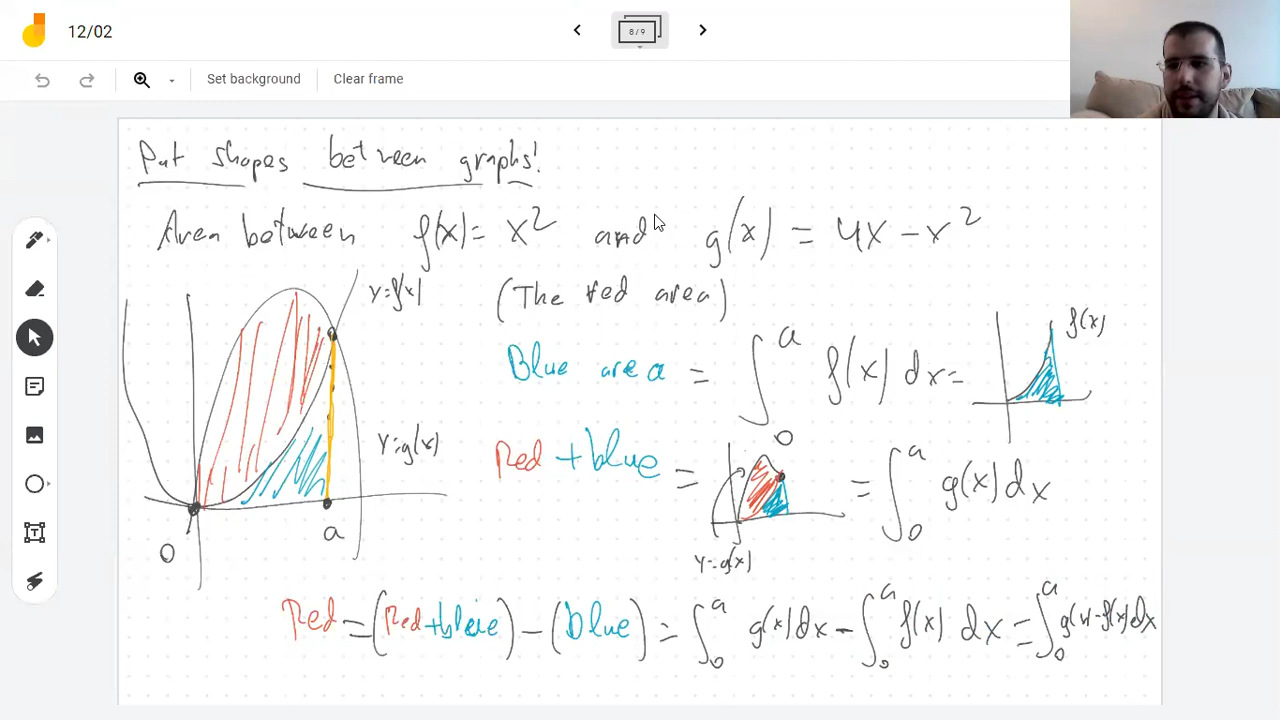 12/02
8/9
Set background
Clear frame
Put shapes between graphs!
Area between f(x)= x² and g(x) = 4x - x²
y=f(x)
(The red area)
Blue area = ∫₀ᵃ f(x) dx =
f(x)
y=g(x)
Red + blue = = ∫₀ᵃ g(x) dx
0
a
y=g(x)
Red = (Red+blue) - (blue) = ∫₀ᵃ g(x) dx - ∫₀ᵃ f(x) dx = ∫₀ᵃ g(x) - f(x) dx